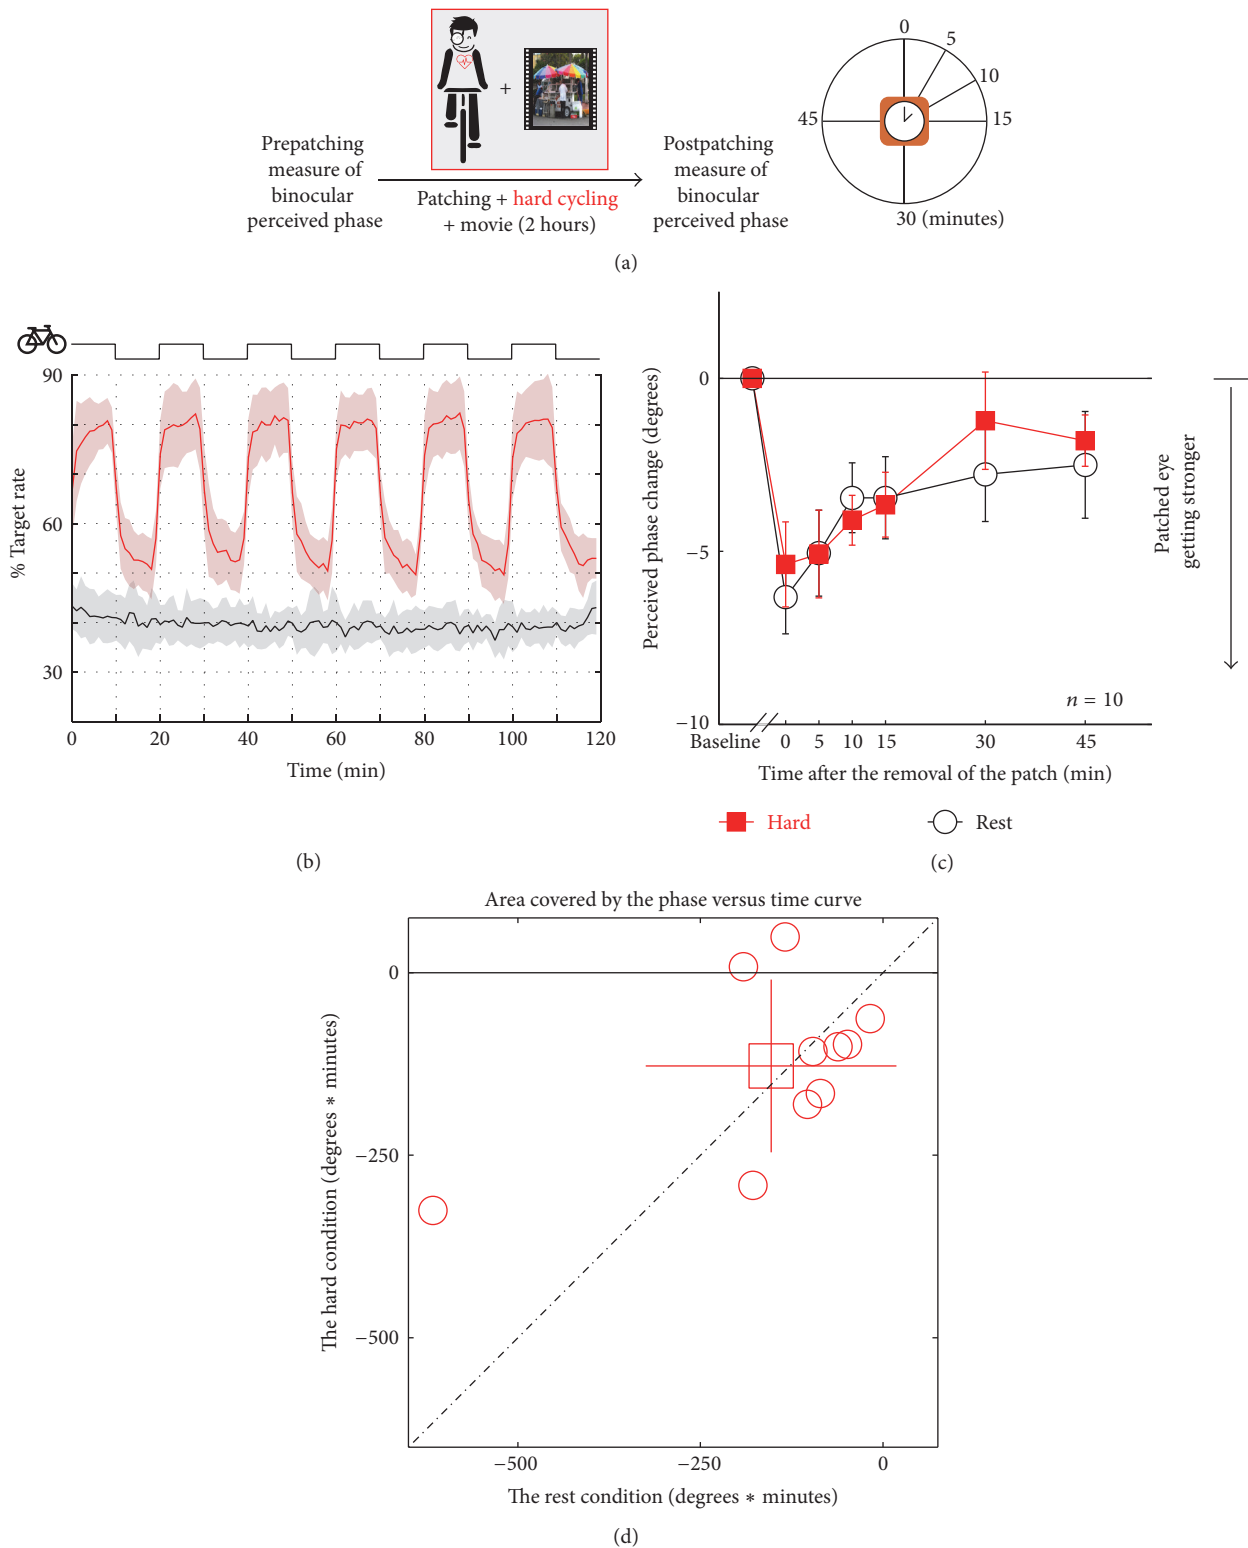 Prepatching
measure of
binocular
perceived phase
+
Patching + hard cycling
+ movie (2 hours)
Postpatching
measure of
binocular
perceived phase
0
5
10
15
30 (minutes)
45
(a)
90
60
30
% Target rate
0 20 40 60 80 100 120
Time (min)
(b)
0
−5
−10
Perceived phase change (degrees)
Patched eye
getting stronger
n = 10
Baseline 0 5 10 15 30 45
Time after the removal of the patch (min)
Hard Rest
(c)
Area covered by the phase versus time curve
0
−250
−500
The hard condition (degrees ∗ minutes)
−500 −250 0
The rest condition (degrees ∗ minutes)
(d)